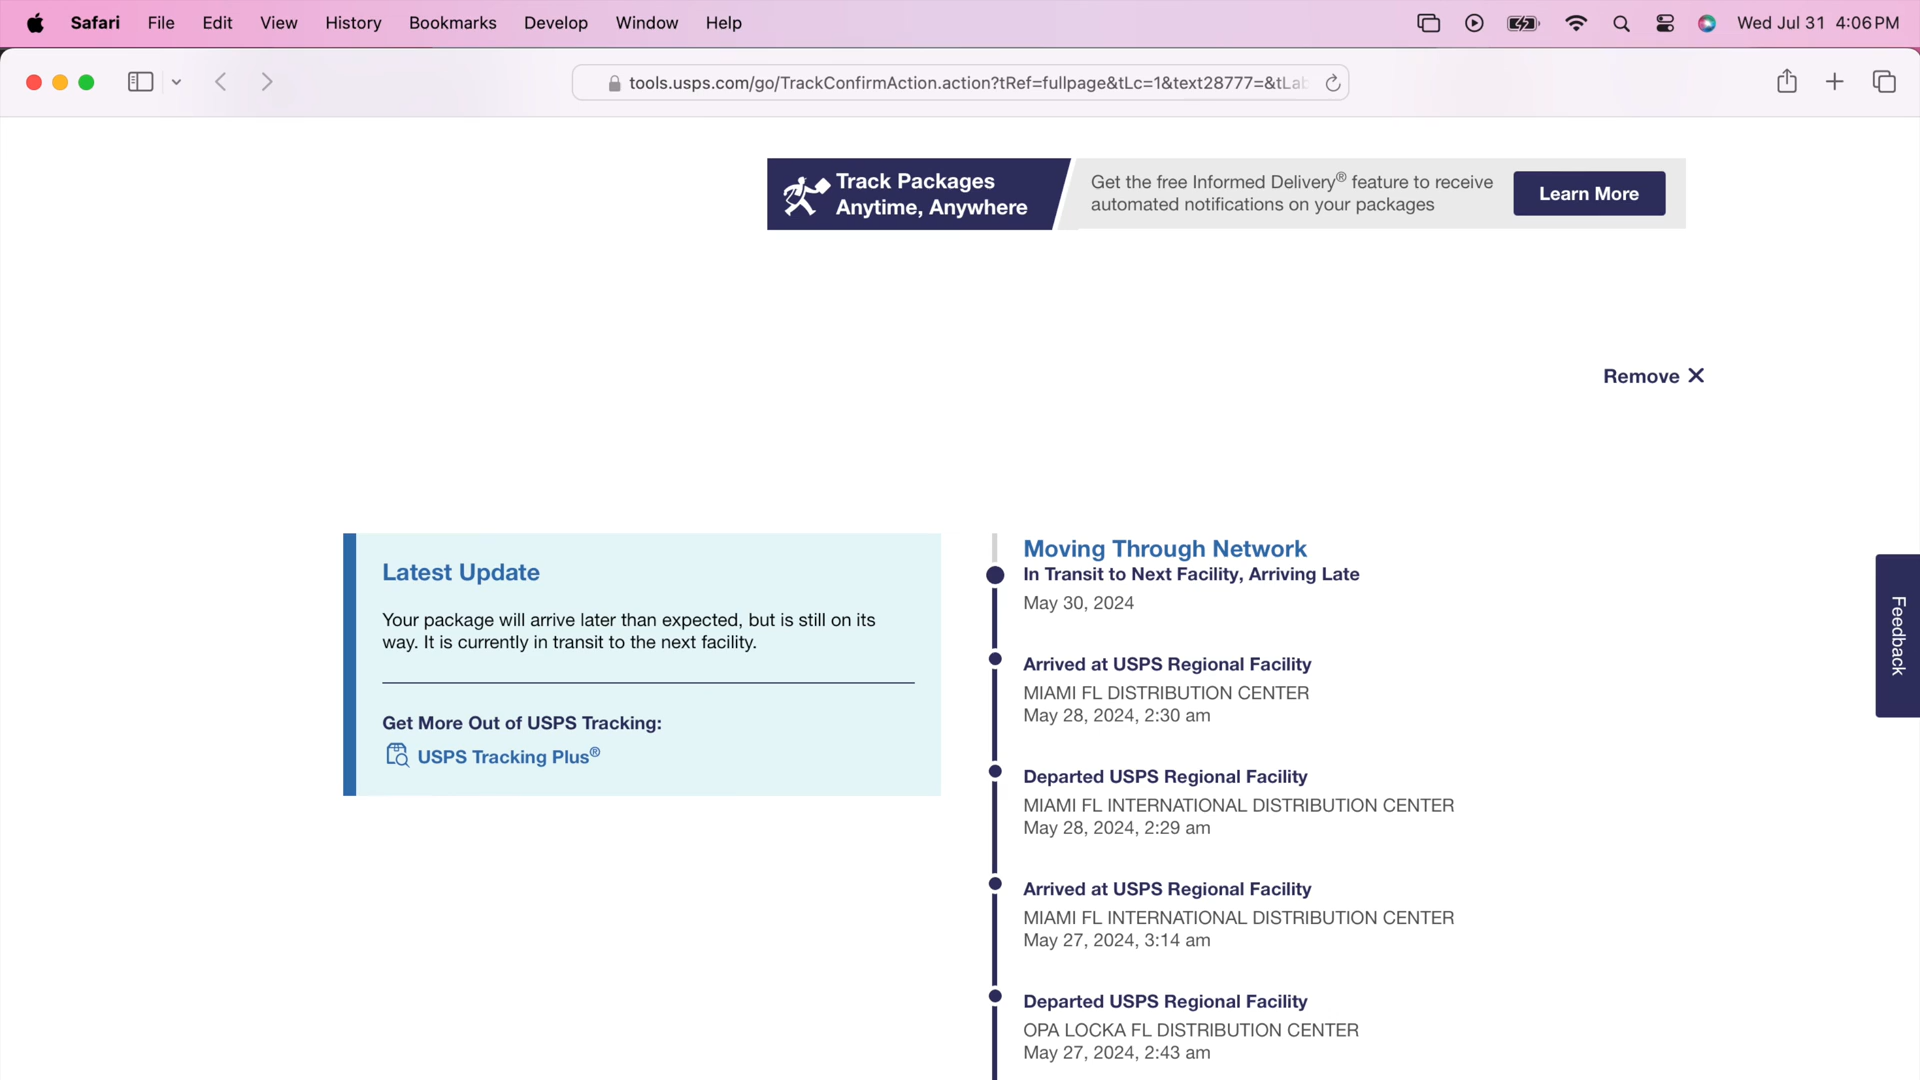 Safari File Edit View History Bookmarks Develop Window Help Wed Jul 31 4:06 PM
tools.usps.com/go/TrackConfirmAction.action?tRef=fullpage&tLc=1&text28777=&tLab
Track Packages
Anytime, Anywhere
Get the free Informed Delivery® feature to receive
automated notifications on your packages
Learn More
Remove ✕
Latest Update
Your package will arrive later than expected, but is still on its
way. It is currently in transit to the next facility.
Get More Out of USPS Tracking:
USPS Tracking Plus®
Moving Through Network
In Transit to Next Facility, Arriving Late
May 30, 2024
Arrived at USPS Regional Facility
MIAMI FL DISTRIBUTION CENTER
May 28, 2024, 2:30 am
Departed USPS Regional Facility
MIAMI FL INTERNATIONAL DISTRIBUTION CENTER
May 28, 2024, 2:29 am
Arrived at USPS Regional Facility
MIAMI FL INTERNATIONAL DISTRIBUTION CENTER
May 27, 2024, 3:14 am
Departed USPS Regional Facility
OPA LOCKA FL DISTRIBUTION CENTER
May 27, 2024, 2:43 am
Feedback